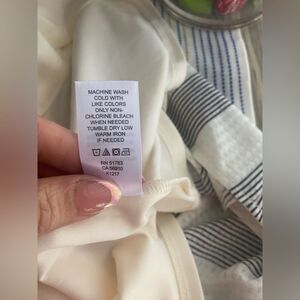 MACHINE WASH
COLD WITH
LIKE COLORS
ONLY NON-
CHLORINE BLEACH
WHEN NEEDED
TUMBLE DRY LOW
WARM IRON
IF NEEDED
RN 51783
CA 56910
K1217